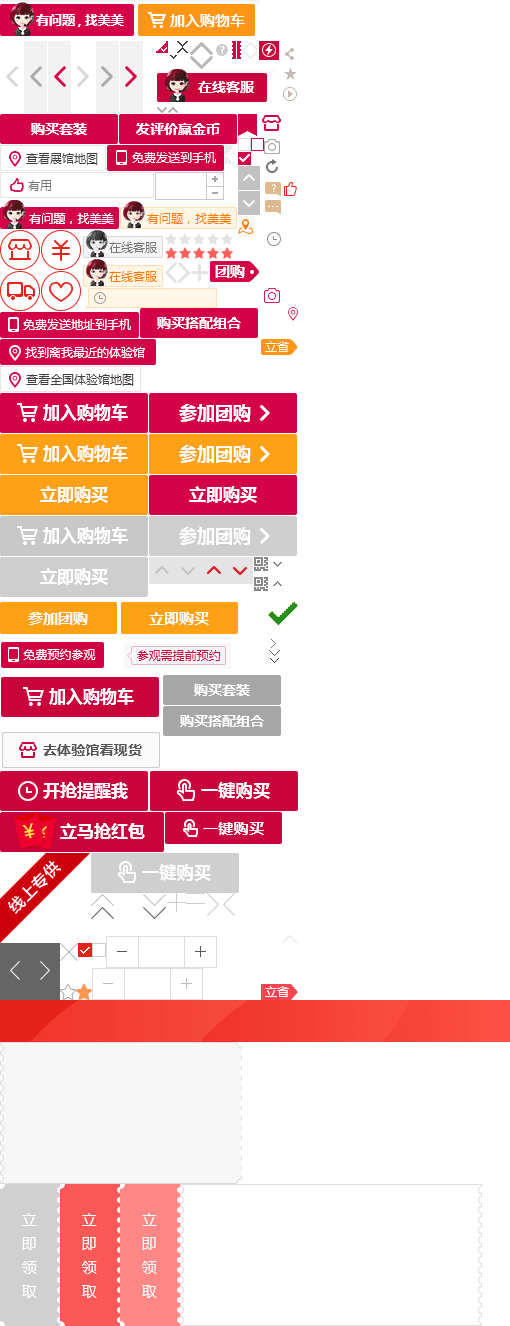 有问题,找美美
加入购物车
在线客服
购买套装
发评价赢金币
查看展馆地图
免费发送到手机
有用
有问题，找美美
有问题，找美美
在线客服
在线客服
团购
免费发送地址到手机
购买搭配组合
找到离我最近的体验馆
立省
查看全国体验馆地图
加入购物车
参加团购
加入购物车
参加团购
立即购买
立即购买
加入购物车
参加团购
立即购买
参加团购
立即购买
免费预约参观
参观需提前预约
加入购物车
购买套装
购买搭配组合
去体验馆看现货
开抢提醒我
一键购买
立马抢红包
一键购买
线上专供
一键购买
立省
立即领取
立即领取
立即领取